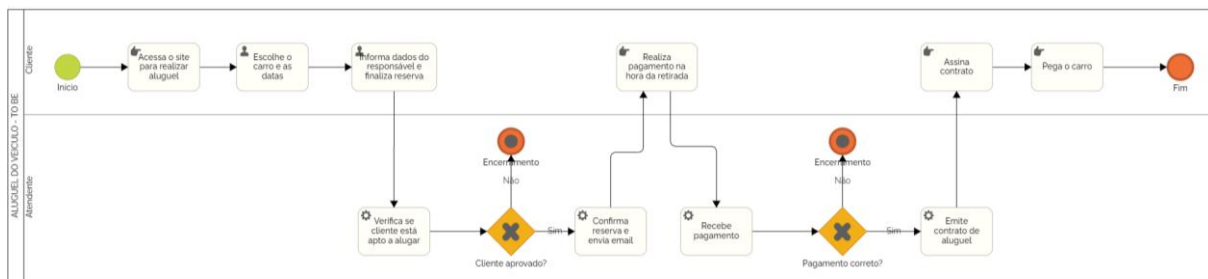 ALUGUEL DO VEICULO - TO BE
Cliente
Inicio
Acessa o site
para realizar
aluguel
Escolhe o
carro e as
datas
Informa dados do
responsável e
finaliza reserva
Realiza
pagamento na
hora da retirada
Assina
contrato
Pega o carro
Fim
Atendente
Verifica se
cliente está
apto a alugar
Encerramento
Não
Cliente aprovado?
Sim
Confirma
reserva e
envia email
Recebe
pagamento
Encerramento
Não
Pagamento correto?
Sim
Emite
contrato de
aluguel